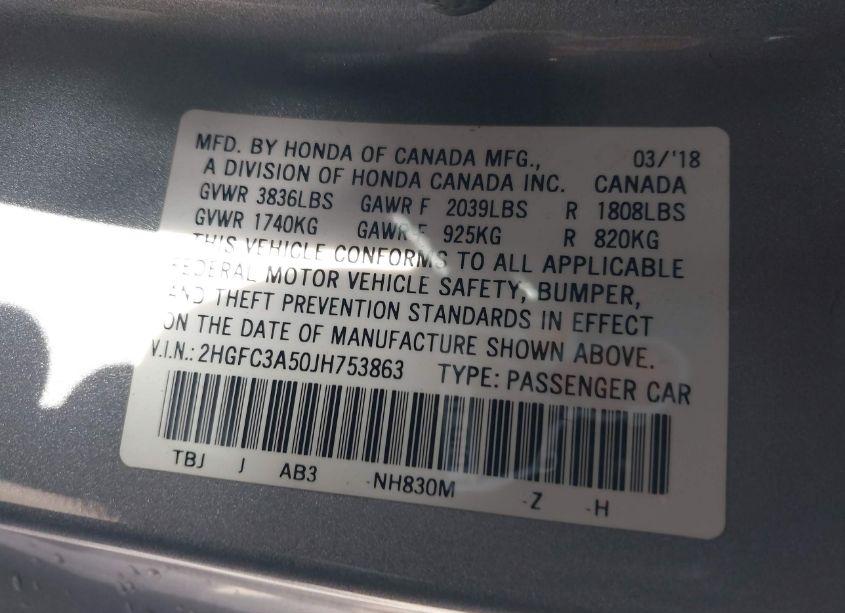 MFD. BY HONDA OF CANADA MFG., 03/'18
A DIVISION OF HONDA CANADA INC. CANADA
GVWR 3836LBS GAWR F 2039LBS R 1808LBS
GVWR 1740KG GAWR F 925KG R 820KG
THIS VEHICLE CONFORMS TO ALL APPLICABLE
FEDERAL MOTOR VEHICLE SAFETY, BUMPER,
AND THEFT PREVENTION STANDARDS IN EFFECT
ON THE DATE OF MANUFACTURE SHOWN ABOVE.
V.I.N.: 2HGFC3A50JH753863 TYPE: PASSENGER CAR
TBJ J AB3 -NH830M -Z -H